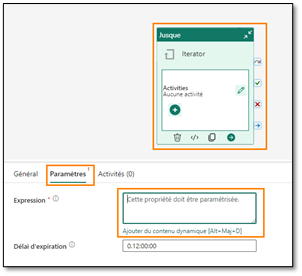 Jusque
Iterator
Activities
Aucune activité
Général
Paramètres 1
Activités (0)
Expression *
Cette propriété doit être paramétrisée.
Ajouter du contenu dynamique [Alt+Maj+D]
Délai d'expiration
0.12:00:00